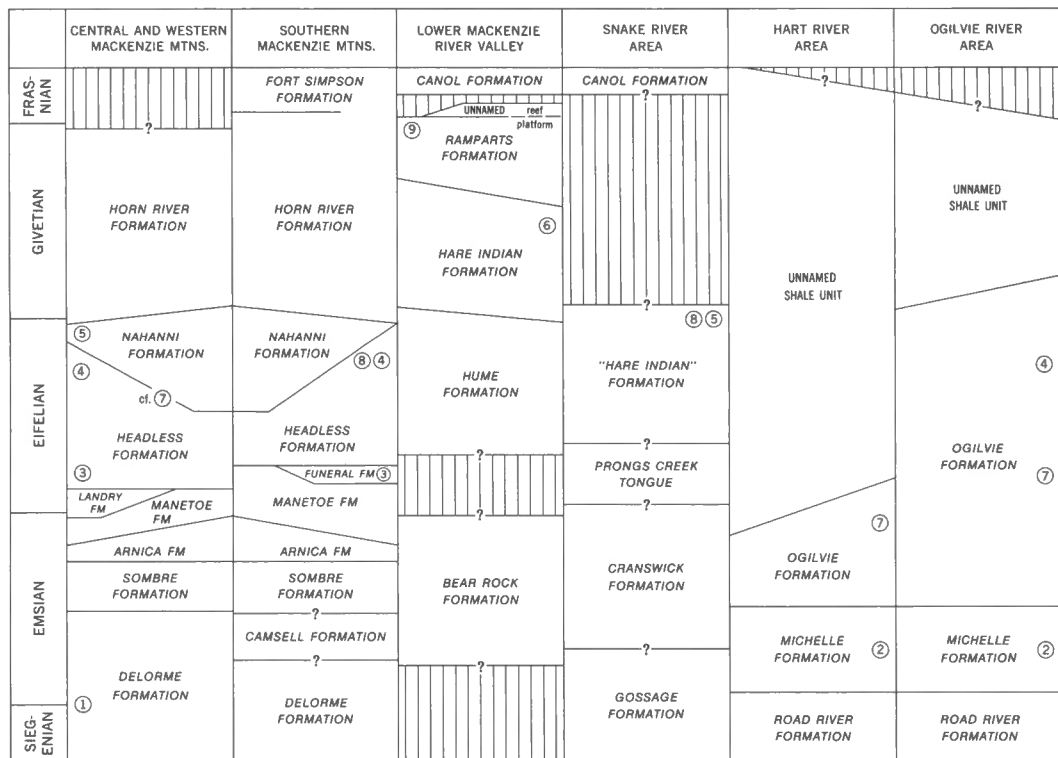 CENTRAL AND WESTERN
MACKENZIE MTNS.
SOUTHERN
MACKENZIE MTNS.
LOWER MACKENZIE
RIVER VALLEY
SNAKE RIVER
AREA
HART RIVER
AREA
OGILVIE RIVER
AREA
FRAS-
NIAN
GIVETIAN
EIFELIAN
EMSIAN
SIEG-
ENIAN
?
HORN RIVER
FORMATION
5
NAHANNI
FORMATION
4
cf. 7
HEADLESS
FORMATION
3
LANDRY
FM
MANETOE
FM
ARNICA FM
SOMBRE
FORMATION
DELORME
FORMATION
1
FORT SIMPSON
FORMATION
HORN RIVER
FORMATION
NAHANNI
FORMATION
8 4
HEADLESS
FORMATION
FUNERAL FM 3
MANETOE FM
ARNICA FM
SOMBRE
FORMATION
?
CAMSELL FORMATION
?
DELORME
FORMATION
CANOL FORMATION
UNNAMED reef
platform
9
RAMPARTS
FORMATION
6
HARE INDIAN
FORMATION
HUME
FORMATION
?
?
BEAR ROCK
FORMATION
?
CANOL FORMATION
?
?
8 5
"HARE INDIAN"
FORMATION
?
PRONGS CREEK
TONGUE
?
CRANSWICK
FORMATION
?
GOSSAGE
FORMATION
?
UNNAMED
SHALE UNIT
7
OGILVIE
FORMATION
MICHELLE
FORMATION 2
ROAD RIVER
FORMATION
?
UNNAMED
SHALE UNIT
4
OGILVIE
FORMATION 7
MICHELLE
FORMATION 2
ROAD RIVER
FORMATION